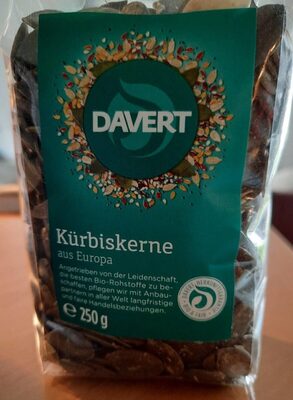 DAVERT
Kürbiskerne
aus Europa
Angetrieben von der Leidenschaft,
die besten Bio-Rohstoffe zu be-
schaffen, pflegen wir mit Anbau-
partnern in aller Welt langfristige
und faire Handelsbeziehungen.
℮ 250 g